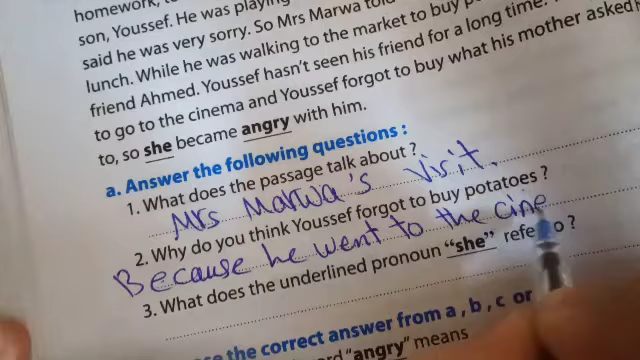 homework,
son, Youssef. He was playing
said he was very sorry. So Mrs Marwa told
lunch. While he was walking to the market to buy
friend Ahmed. Youssef hasn't seen his friend for a long time.
to go to the cinema and Youssef forgot to buy what his mother asked
to, so she became angry with him.
a. Answer the following questions :
1. What does the passage talk about ?
Mrs Marwa's visit.
2. Why do you think Youssef forgot to buy potatoes ?
Because he went to the cine
3. What does the underlined pronoun "she" refe o ?
the correct answer from a , b , c or
"angry" means